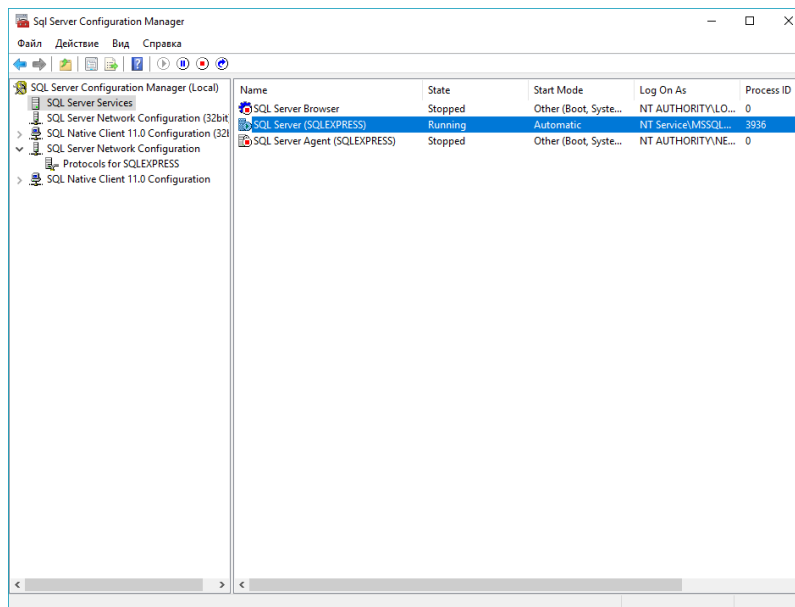 Sql Server Configuration Manager
Файл Действие Вид Справка
SQL Server Configuration Manager (Local)
SQL Server Services
SQL Server Network Configuration (32bit
SQL Native Client 11.0 Configuration (32b
SQL Server Network Configuration
Protocols for SQLEXPRESS
SQL Native Client 11.0 Configuration
Name State Start Mode Log On As Process ID
SQL Server Browser Stopped Other (Boot, Syste... NT AUTHORITY\LO... 0
SQL Server (SQLEXPRESS) Running Automatic NT Service\MSSQL... 3936
SQL Server Agent (SQLEXPRESS) Stopped Other (Boot, Syste... NT AUTHORITY\NE... 0